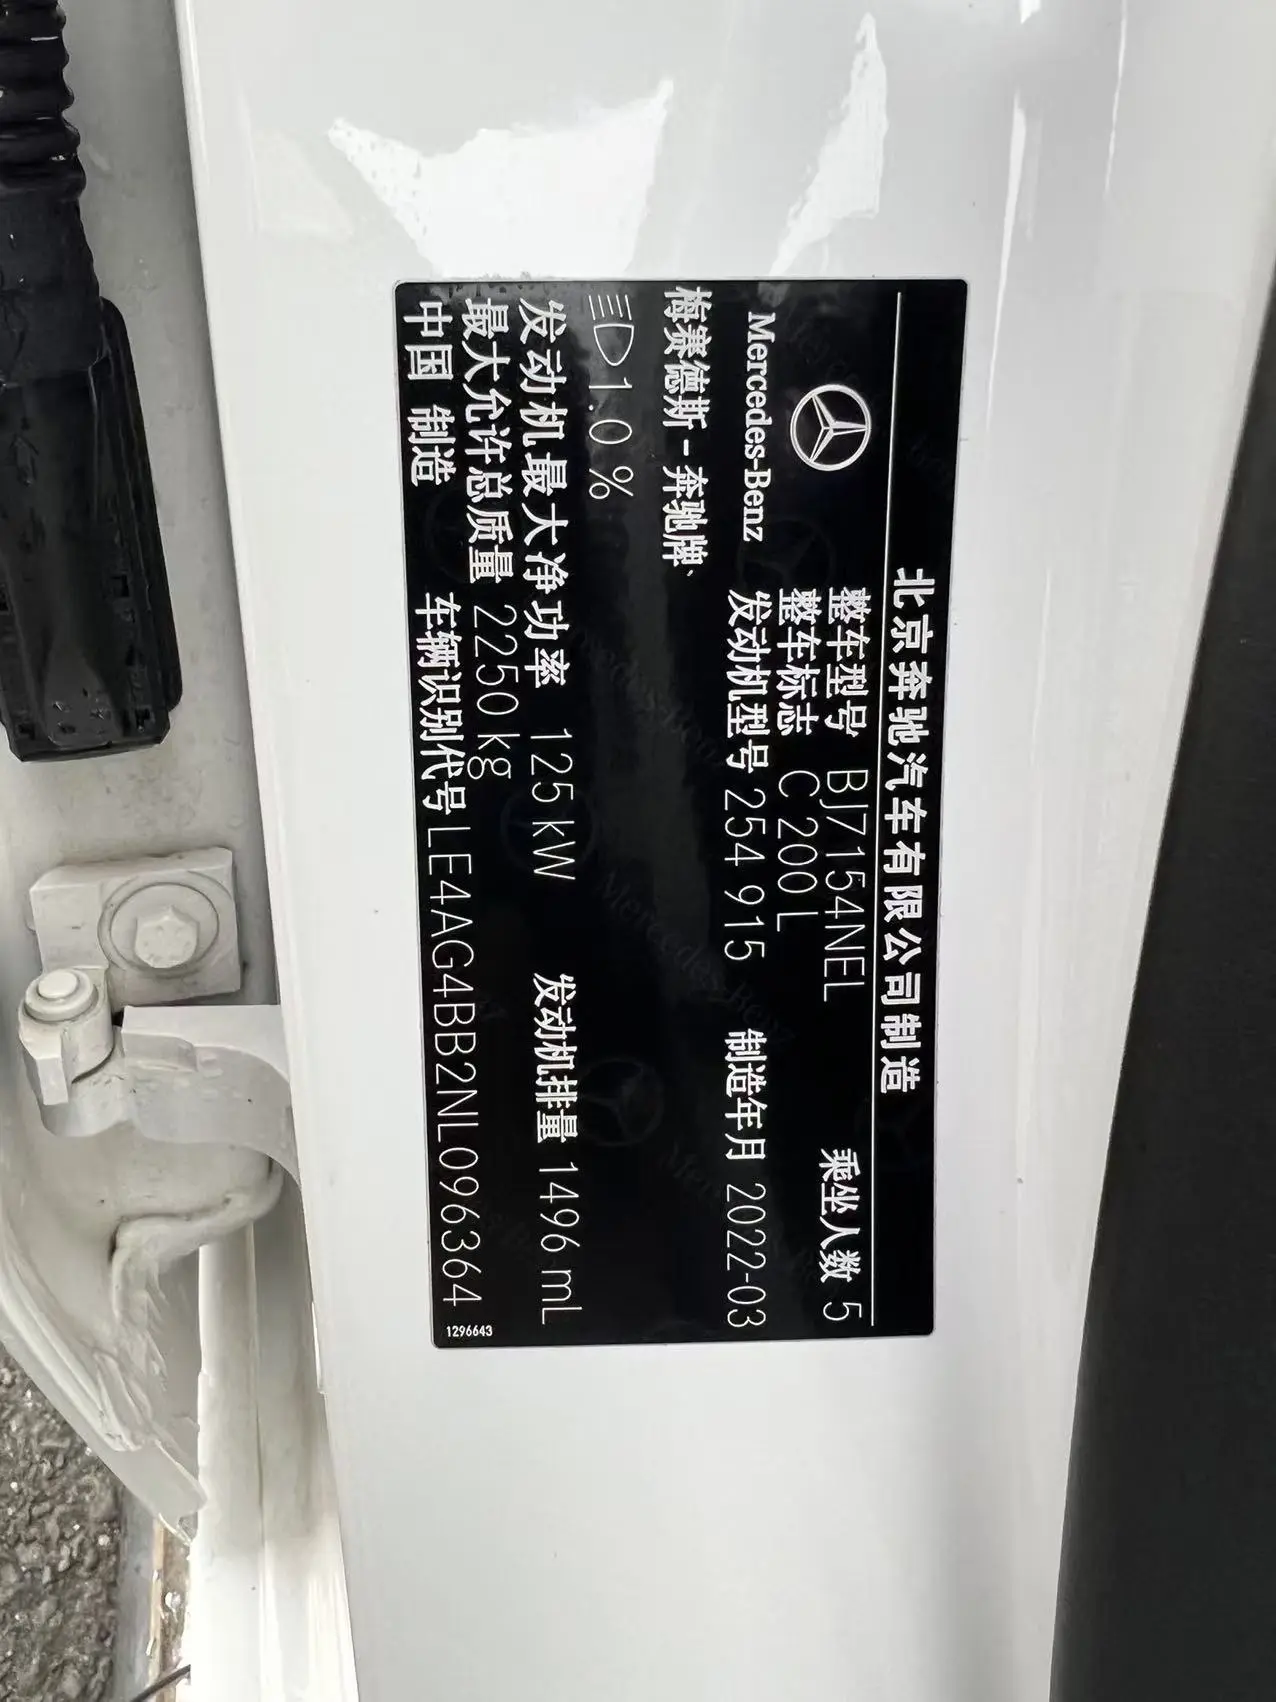 北京奔驰汽车有限公司制造
整车型号 BJ7154NEL 乘坐人数 5
整车标志 C 200 L
Mercedes-Benz 发动机型号 254 915 制造年月 2022-03
梅赛德斯-奔驰牌
1.0 %
发动机最大净功率 125 kW 发动机排量 1496 mL
最大允许总质量 2250 kg
中国 制造 车辆识别代号 LE4AG4BB2NL096364
1296643